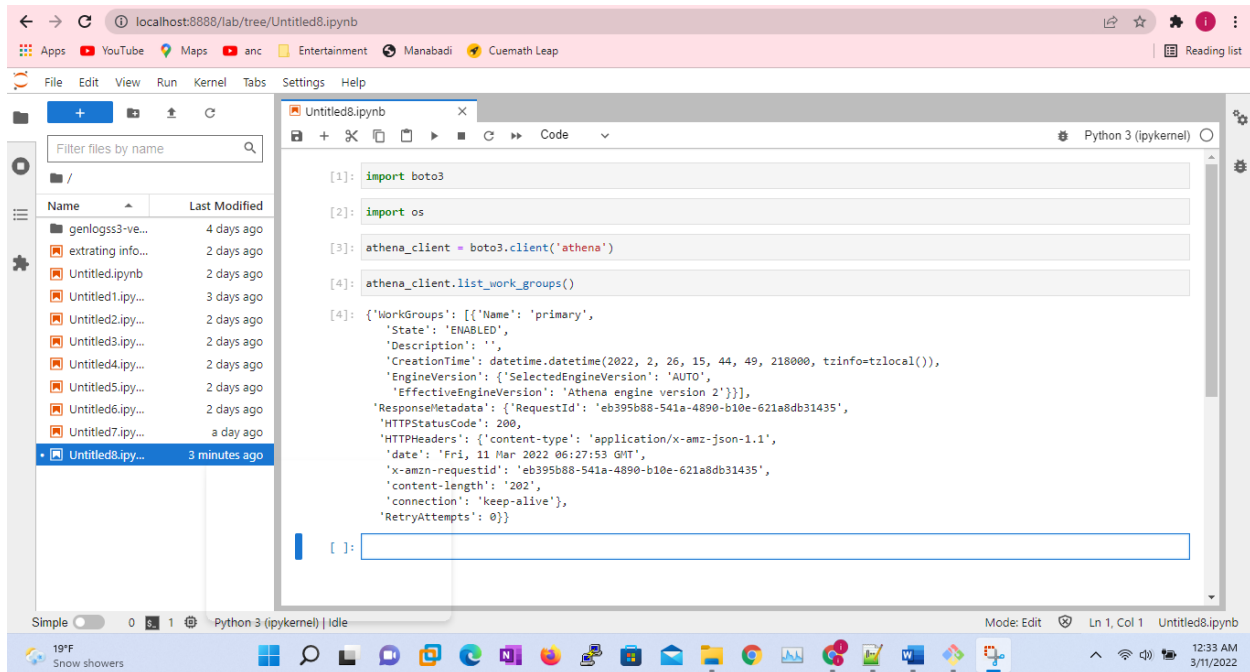 localhost:8888/lab/tree/Untitled8.ipynb
i
Apps YouTube Maps anc Entertainment Manabadi Cuemath Leap Reading list
File Edit View Run Kernel Tabs Settings Help
Untitled8.ipynb
Code Python 3 (ipykernel)
Filter files by name
/
Name Last Modified
genlogss3-ve... 4 days ago
extrating info... 2 days ago
Untitled.ipynb 2 days ago
Untitled1.ipy... 3 days ago
Untitled2.ipy... 2 days ago
Untitled3.ipy... 2 days ago
Untitled4.ipy... 2 days ago
Untitled5.ipy... 2 days ago
Untitled6.ipy... 2 days ago
Untitled7.ipy... a day ago
Untitled8.ipy... 3 minutes ago
[1]: import boto3
[2]: import os
[3]: athena_client = boto3.client('athena')
[4]: athena_client.list_work_groups()
[4]: {'WorkGroups': [{'Name': 'primary',
'State': 'ENABLED',
'Description': '',
'CreationTime': datetime.datetime(2022, 2, 26, 15, 44, 49, 218000, tzinfo=tzlocal()),
'EngineVersion': {'SelectedEngineVersion': 'AUTO',
'EffectiveEngineVersion': 'Athena engine version 2'}}],
'ResponseMetadata': {'RequestId': 'eb395b88-541a-4890-b10e-621a8db31435',
'HTTPStatusCode': 200,
'HTTPHeaders': {'content-type': 'application/x-amz-json-1.1',
'date': 'Fri, 11 Mar 2022 06:27:53 GMT',
'x-amzn-requestid': 'eb395b88-541a-4890-b10e-621a8db31435',
'content-length': '202',
'connection': 'keep-alive'},
'RetryAttempts': 0}}
[ ]:
Simple 0 1 Python 3 (ipykernel) | Idle Mode: Edit Ln 1, Col 1 Untitled8.ipynb
19°F
Snow showers
12:33 AM
3/11/2022